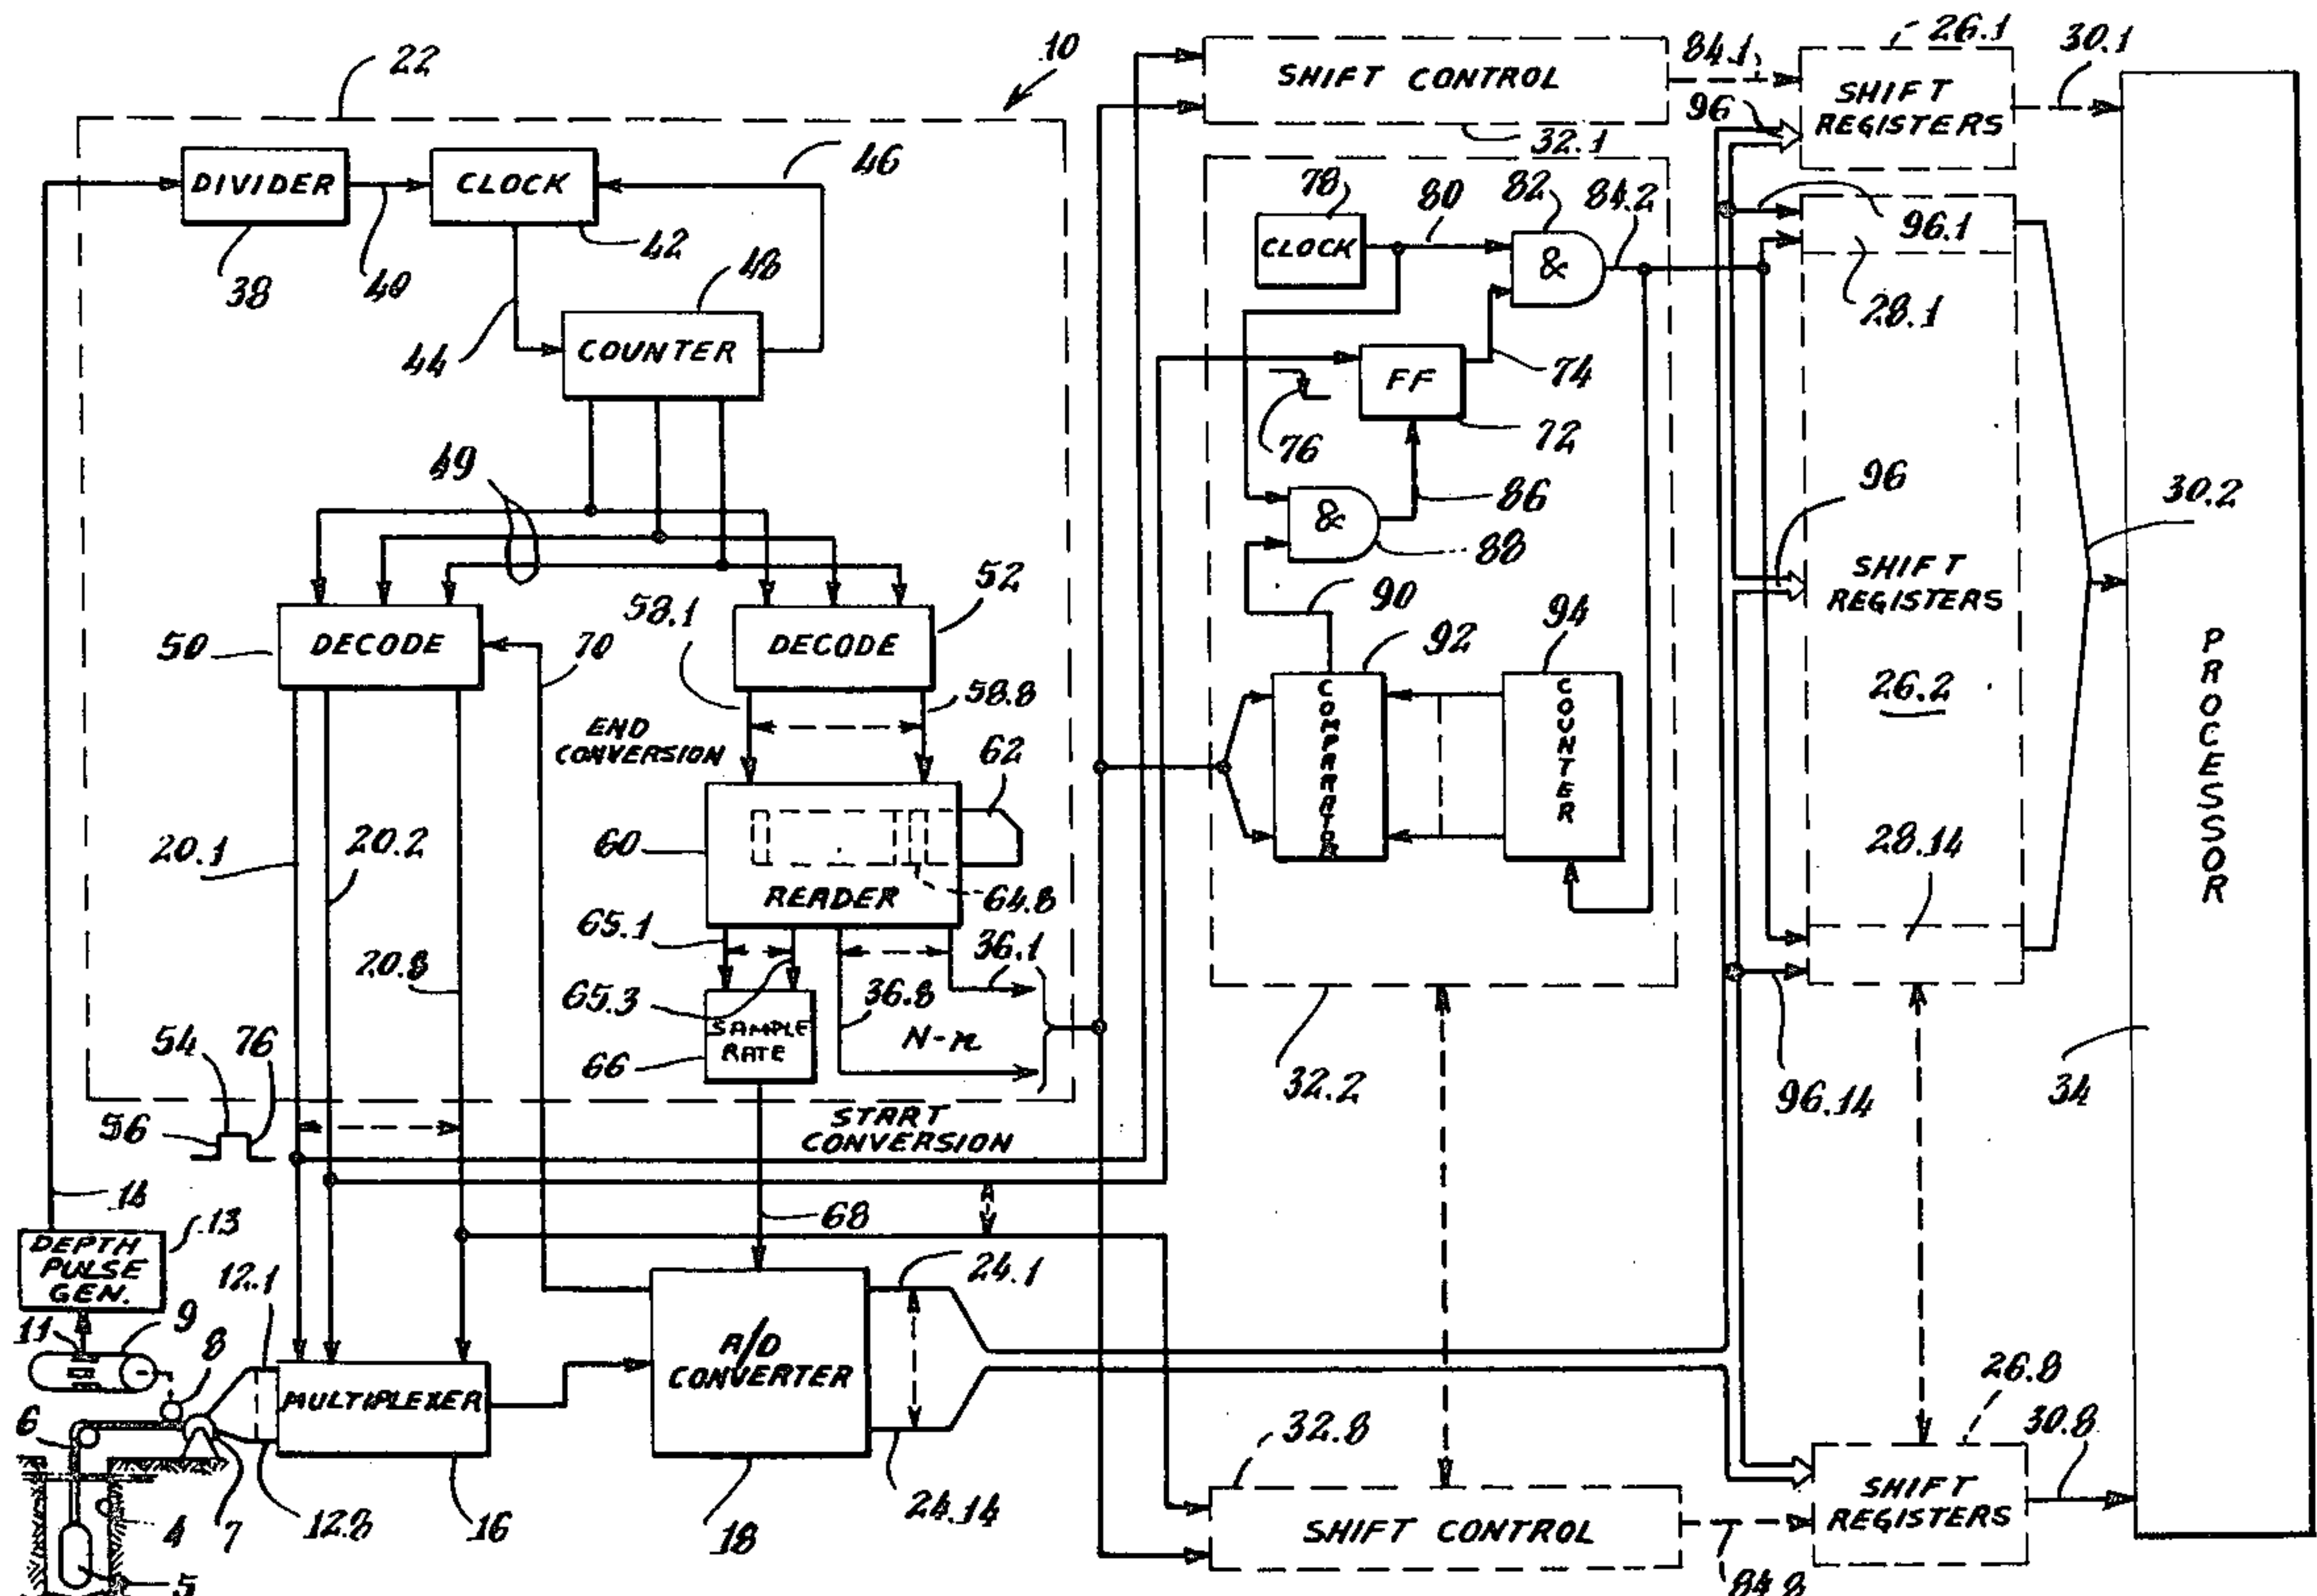 10
22
26.1
30.1
84.1
SHIFT CONTROL
SHIFT
REGISTERS
96
32.1
46
DIVIDER
CLOCK
38
40
42
44
48
COUNTER
78
80
82
84.2
CLOCK
&
96.1
28.1
FF
74
76
72
49
&
86
88
96
30.2
SHIFT
REGISTERS
26.2
52
58.1
50
DECODE
70
DECODE
58.8
90
92
94
COMPARATOR
COUNTER
PROCESSOR
END
CONVERSION
62
20.1
20.2
60
READER
64.8
28.14
65.1
36.1
20.8
65.3
36.8
SAMPLE
RATE
N-n
66
54
76
56
32.2
96.14
34
START
CONVERSION
14
13
DEPTH
PULSE
GEN.
68
12.1
24.1
11
9
8
A/D
CONVERTER
MULTIPLEXER
6
26.8
30.8
32.8
SHIFT
REGISTERS
4
7
12.8
16
18
24.14
SHIFT CONTROL
5
84.8